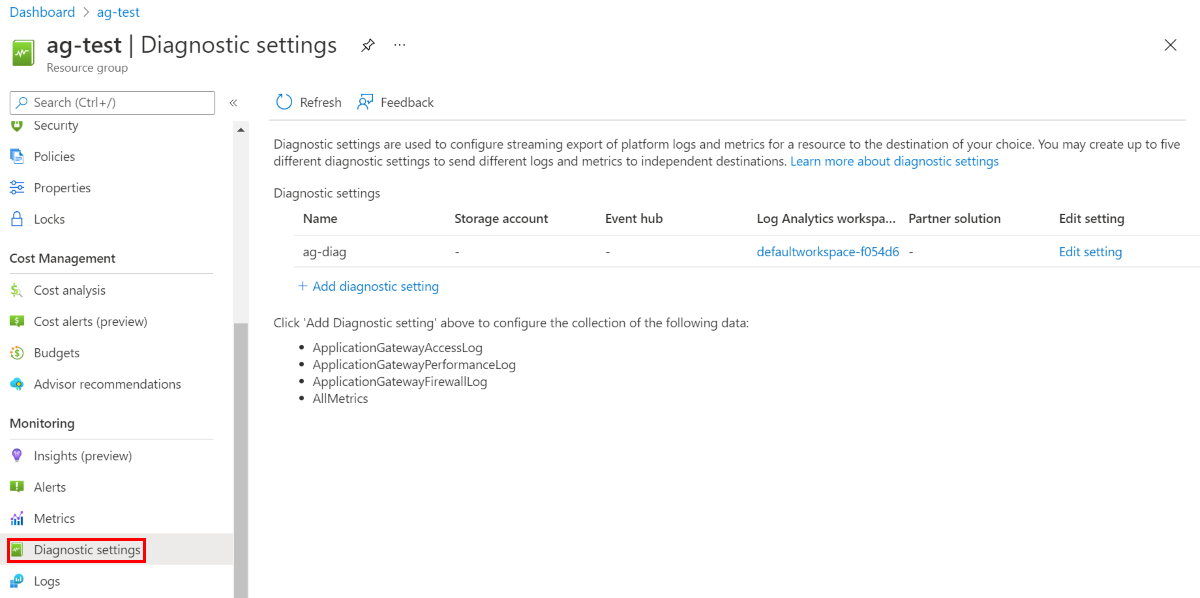 Dashboard > ag-test
ag-test | Diagnostic settings
Resource group
Search (Ctrl+/)
Security
Policies
Properties
Locks
Cost Management
Cost analysis
Cost alerts (preview)
Budgets
Advisor recommendations
Monitoring
Insights (preview)
Alerts
Metrics
Diagnostic settings
Logs
Refresh Feedback
Diagnostic settings are used to configure streaming export of platform logs and metrics for a resource to the destination of your choice. You may create up to five
different diagnostic settings to send different logs and metrics to independent destinations. Learn more about diagnostic settings
Diagnostic settings
Name Storage account Event hub Log Analytics workspa... Partner solution Edit setting
ag-diag - - defaultworkspace-f054d6 - Edit setting
+ Add diagnostic setting
Click 'Add Diagnostic setting' above to configure the collection of the following data:
• ApplicationGatewayAccessLog
• ApplicationGatewayPerformanceLog
• ApplicationGatewayFirewallLog
• AllMetrics